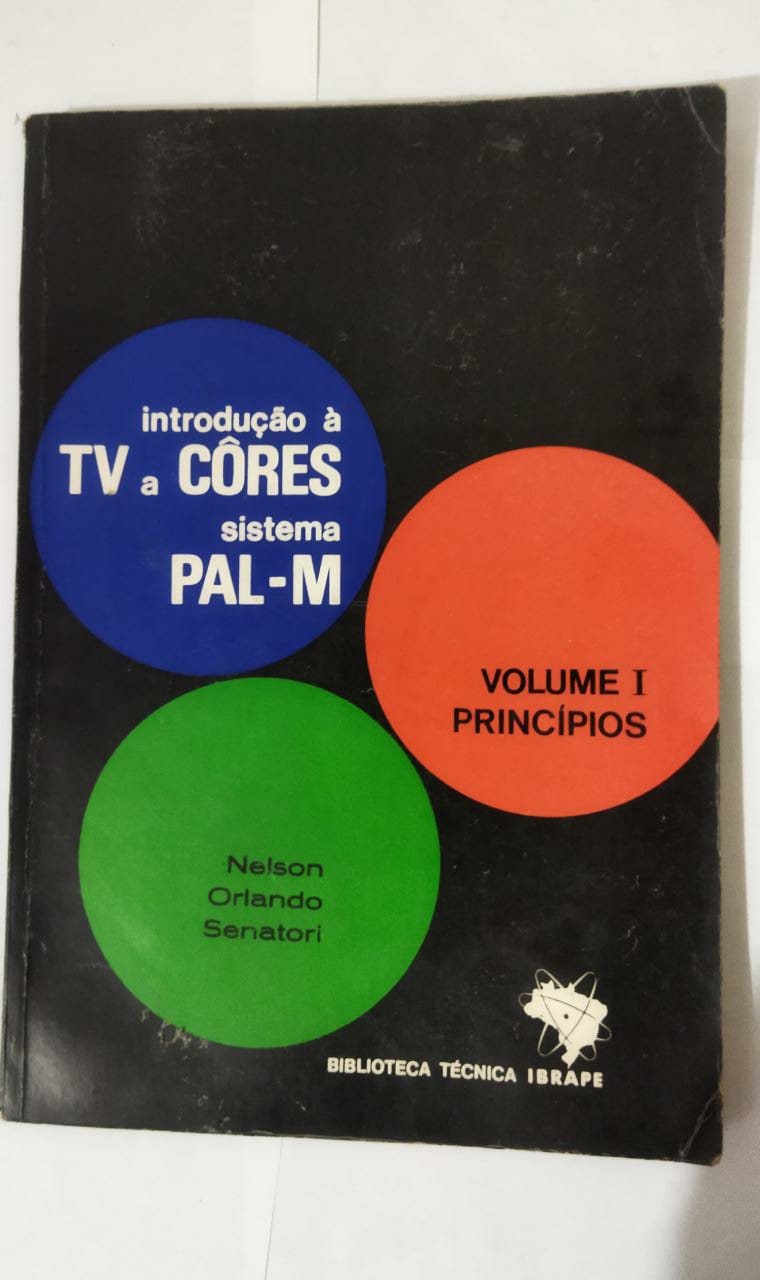 introdução à
TV a CÔRES
sistema
PAL-M
VOLUME I
PRINCÍPIOS
Nelson
Orlando
Senatori
BIBLIOTECA TÉCNICA IBRAPE